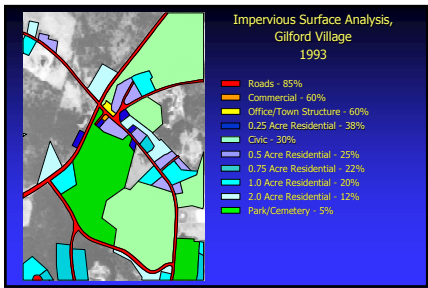 Impervious Surface Analysis,
Gilford Village
1993
Roads - 85%
Commercial - 60%
Office/Town Structure - 60%
0.25 Acre Residential - 38%
Civic - 30%
0.5 Acre Residential - 25%
0.75 Acre Residential - 22%
1.0 Acre Residential - 20%
2.0 Acre Residential - 12%
Park/Cemetery - 5%